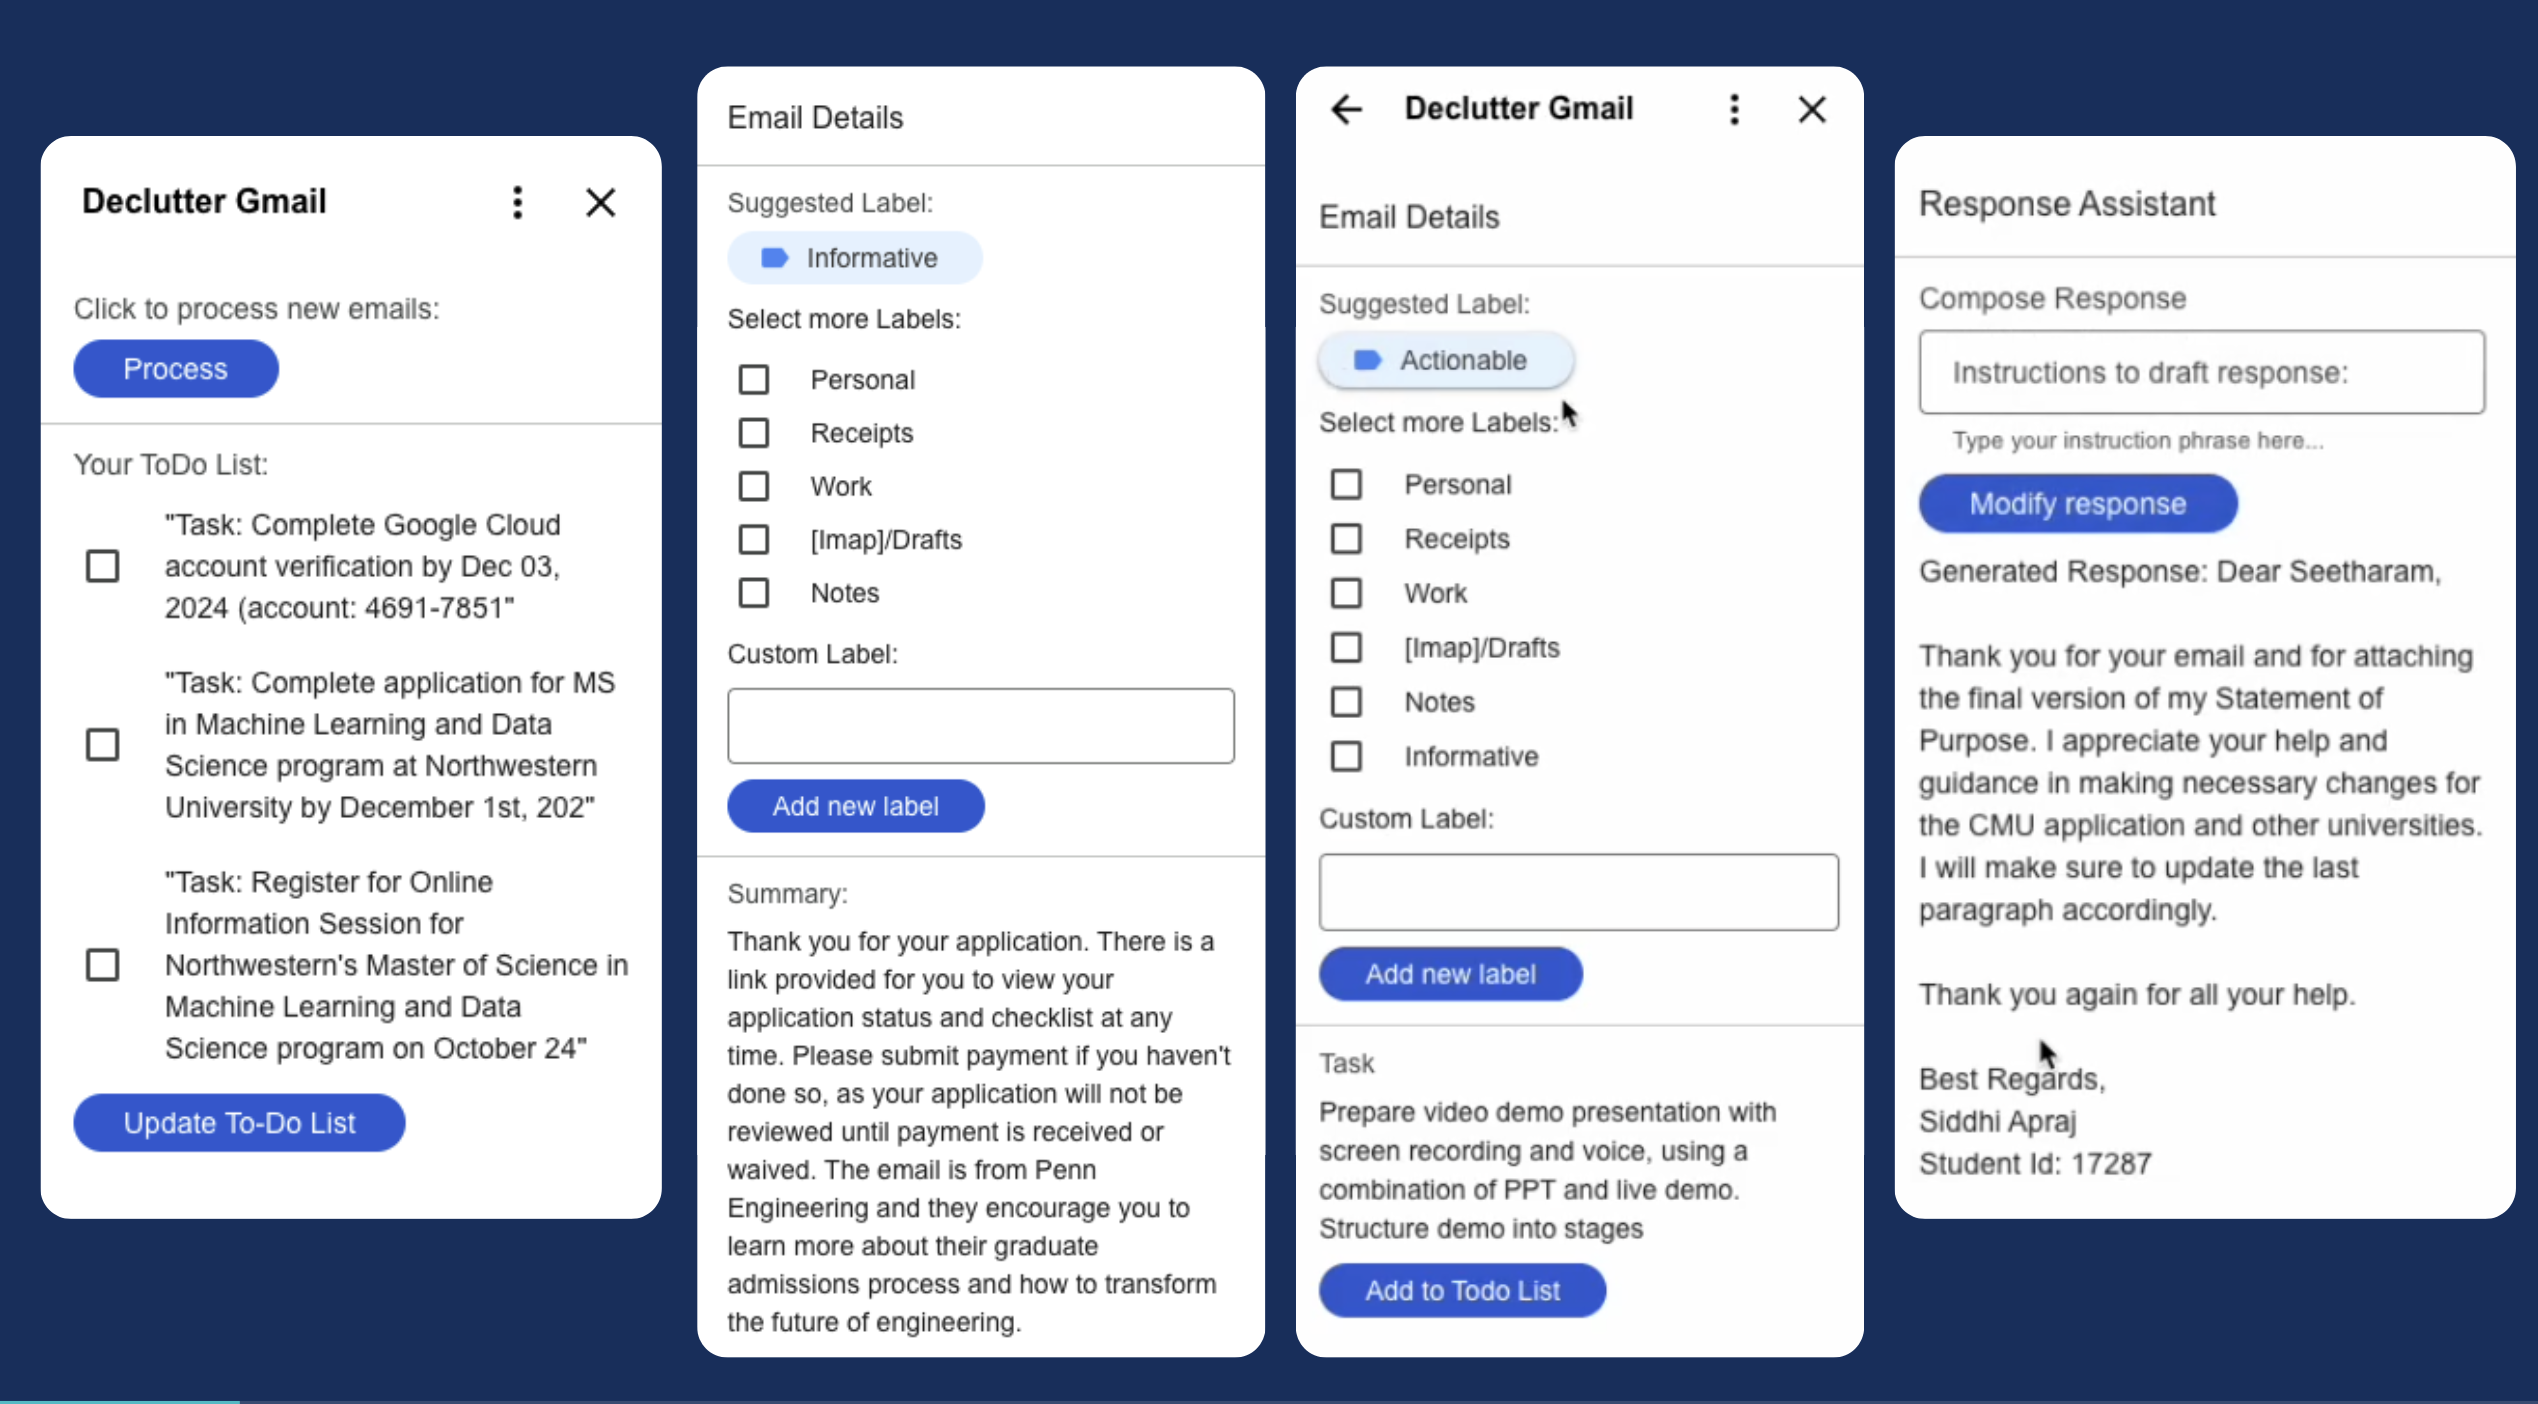 Declutter Gmail
Click to process new emails:
Process
Your ToDo List:
"Task: Complete Google Cloud
account verification by Dec 03,
2024 (account: 4691-7851"
"Task: Complete application for MS
in Machine Learning and Data
Science program at Northwestern
University by December 1st, 202"
"Task: Register for Online
Information Session for
Northwestern's Master of Science in
Machine Learning and Data
Science program on October 24"
Update To-Do List
Email Details
Suggested Label:
Informative
Select more Labels:
Personal
Receipts
Work
[Imap]/Drafts
Notes
Custom Label:
Add new label
Summary:
Thank you for your application. There is a
link provided for you to view your
application status and checklist at any
time. Please submit payment if you haven't
done so, as your application will not be
reviewed until payment is received or
waived. The email is from Penn
Engineering and they encourage you to
learn more about their graduate
admissions process and how to transform
the future of engineering.
Declutter Gmail
Email Details
Suggested Label:
Actionable
Select more Labels:
Personal
Receipts
Work
[Imap]/Drafts
Notes
Informative
Custom Label:
Add new label
Task
Prepare video demo presentation with
screen recording and voice, using a
combination of PPT and live demo.
Structure demo into stages
Add to Todo List
Response Assistant
Compose Response
Instructions to draft response:
Type your instruction phrase here...
Modify response
Generated Response: Dear Seetharam,
Thank you for your email and for attaching
the final version of my Statement of
Purpose. I appreciate your help and
guidance in making necessary changes for
the CMU application and other universities.
I will make sure to update the last
paragraph accordingly.
Thank you again for all your help.
Best Regards,
Siddhi Apraj
Student Id: 17287